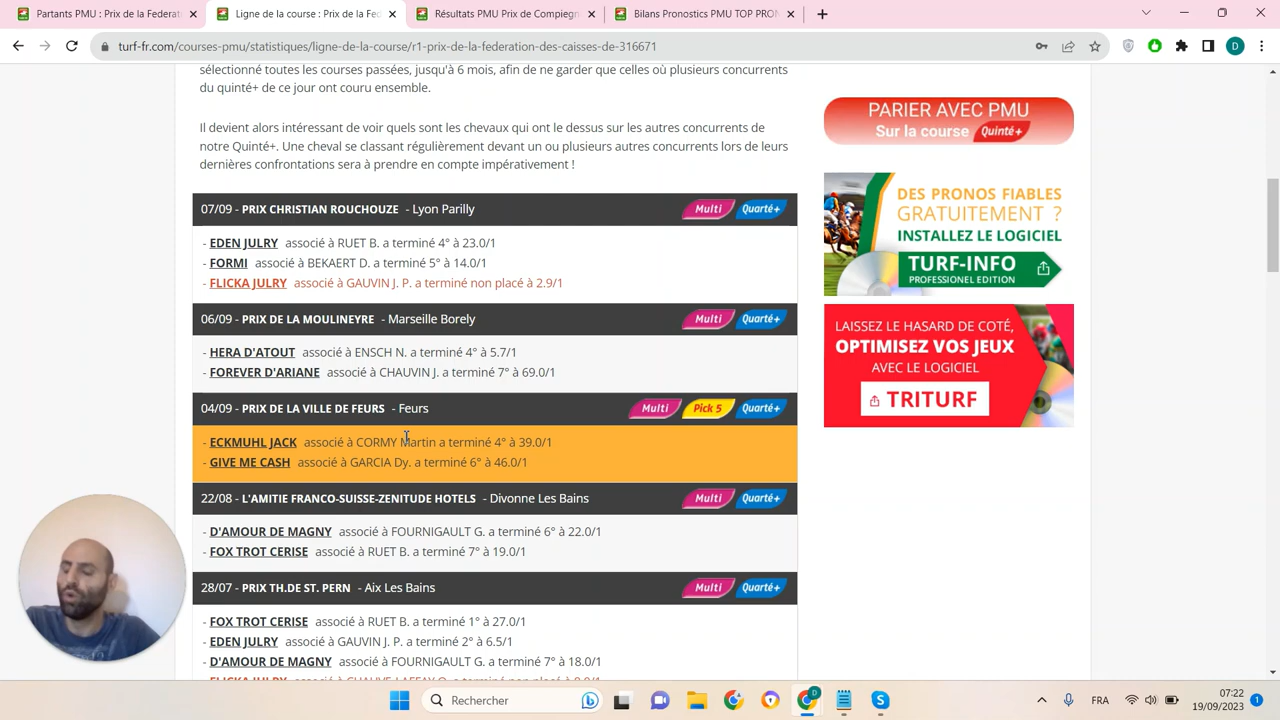 Partants PMU : Prix de la Federat
Ligne de la course : Prix de la Fed
Résultats PMU Prix de Compiegn
Bilans Pronostics PMU TOP PRON
turf-fr.com/courses-pmu/statistiques/ligne-de-la-course/r1-prix-de-la-federation-des-caisses-de-316671
D
sélectionné toutes les courses passées, jusqu'à 6 mois, afin de ne garder que celles où plusieurs concurrents
du quinté+ de ce jour ont couru ensemble.
Il devient alors intéressant de voir quels sont les chevaux qui ont le dessus sur les autres concurrents de
notre Quinté+. Une cheval se classant régulièrement devant un ou plusieurs autres concurrents lors de leurs
dernières confrontations sera à prendre en compte impérativement !
07/09 - PRIX CHRISTIAN ROUCHOUZE - Lyon Parilly Multi Quarté+
- EDEN JULRY associé à RUET B. a terminé 4° à 23.0/1
- FORMI associé à BEKAERT D. a terminé 5° à 14.0/1
- FLICKA JULRY associé à GAUVIN J. P. a terminé non placé à 2.9/1
06/09 - PRIX DE LA MOULINEYRE - Marseille Borely Multi Quarté+
- HERA D'ATOUT associé à ENSCH N. a terminé 4° à 5.7/1
- FOREVER D'ARIANE associé à CHAUVIN J. a terminé 7° à 69.0/1
04/09 - PRIX DE LA VILLE DE FEURS - Feurs Multi Pick 5 Quarté+
- ECKMUHL JACK associé à CORMY Martin a terminé 4° à 39.0/1
- GIVE ME CASH associé à GARCIA Dy. a terminé 6° à 46.0/1
22/08 - L'AMITIE FRANCO-SUISSE-ZENITUDE HOTELS - Divonne Les Bains Multi Quarté+
- D'AMOUR DE MAGNY associé à FOURNIGAULT G. a terminé 6° à 22.0/1
- FOX TROT CERISE associé à RUET B. a terminé 7° à 19.0/1
28/07 - PRIX TH.DE ST. PERN - Aix Les Bains Multi Quarté+
- FOX TROT CERISE associé à RUET B. a terminé 1° à 27.0/1
- EDEN JULRY associé à GAUVIN J. P. a terminé 2° à 6.5/1
- D'AMOUR DE MAGNY associé à FOURNIGAULT G. a terminé 7° à 18.0/1
PARIER AVEC PMU
Sur la course Quinté+
DES PRONOS FIABLES
GRATUITEMENT ?
INSTALLEZ LE LOGICIEL
TURF-INFO
PROFESSIONEL EDITION
LAISSEZ LE HASARD DE COTÉ,
OPTIMISEZ VOS JEUX
AVEC LE LOGICIEL
TRITURF
Rechercher
D
FRA
07:22
19/09/2023
1